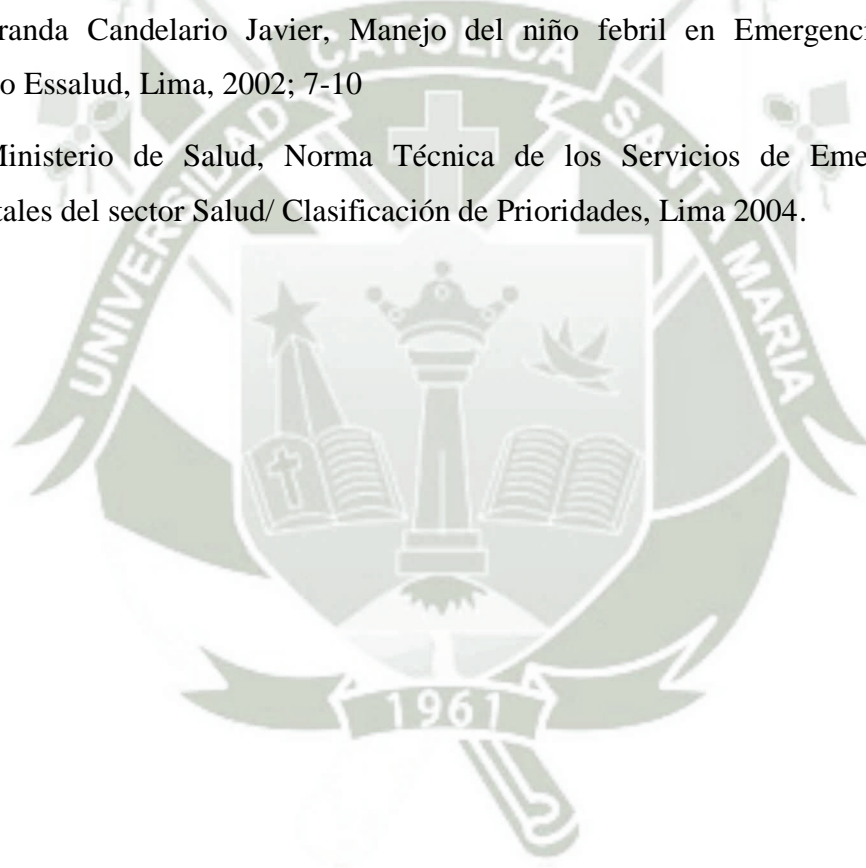 randa Candelario Javier, Manejo del niño febril en Emergenci
o Essalud, Lima, 2002; 7-10
Ministerio de Salud, Norma Técnica de los Servicios de Eme
tales del sector Salud/ Clasificación de Prioridades, Lima 2004.
UNIVERSIDAD CATOLICA SANTA MARIA
1961